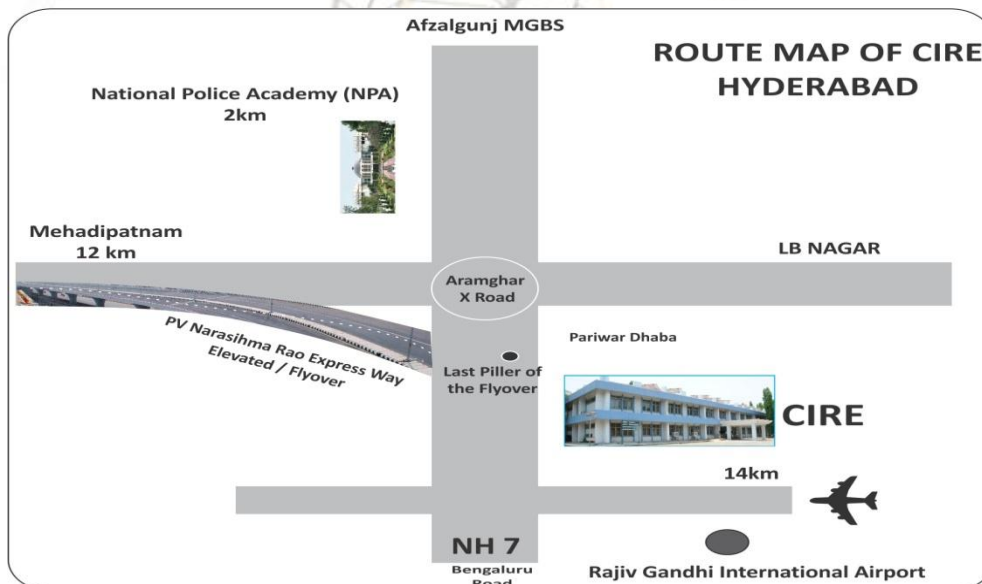 Afzalgunj MGBS
ROUTE MAP OF CIRE
HYDERABAD
National Police Academy (NPA)
2km
Mehadipatnam
12 km
LB NAGAR
Aramghar
X Road
PV Narasihma Rao Express Way
Elevated / Flyover
Pariwar Dhaba
Last Piller of
the Flyover
CIRE
14km
NH 7
Bengaluru
Road
Rajiv Gandhi International Airport